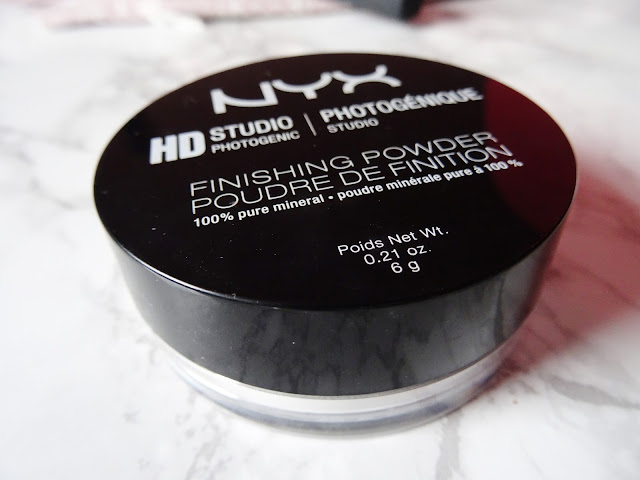 NYX
HD STUDIO PHOTOGENIC | PHOTOGÉNIQUE STUDIO
FINISHING POWDER
POUDRE DE FINITION
100% pure mineral • poudre minérale pure à 100 %
Poids Net Wt.
0.21 oz.
6 g